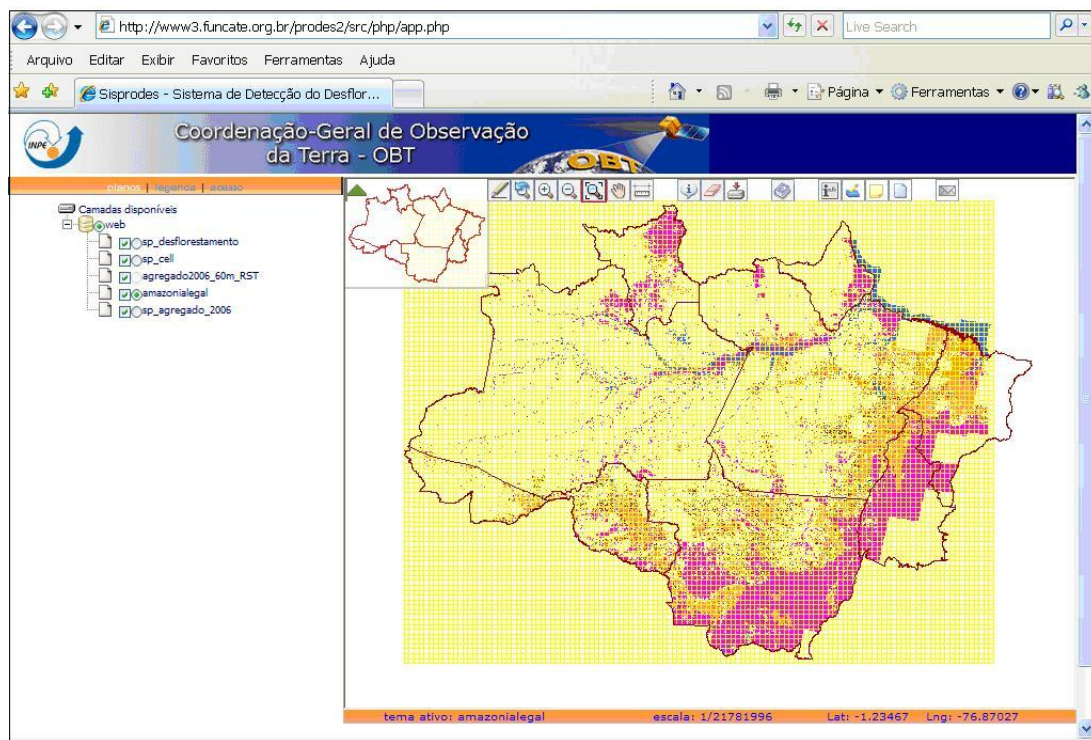 http://www3.funcate.org.br/prodes2/src/php/app.php
Live Search
Arquivo Editar Exibir Favoritos Ferramentas Ajuda
Sisprodes - Sistema de Detecção do Desflor...
Página Ferramentas
INPE
Coordenação-Geral de Observação
da Terra - OBT
OBT
planos | legenda | acesso
Camadas disponíveis
web
sp_desflorestamento
sp_cell
agregado2006_60m_RST
amazonialegal
sp_agregado_2006
tema ativo: amazonialegal escala: 1/21781996 Lat: -1.23467 Lng: -76.87027